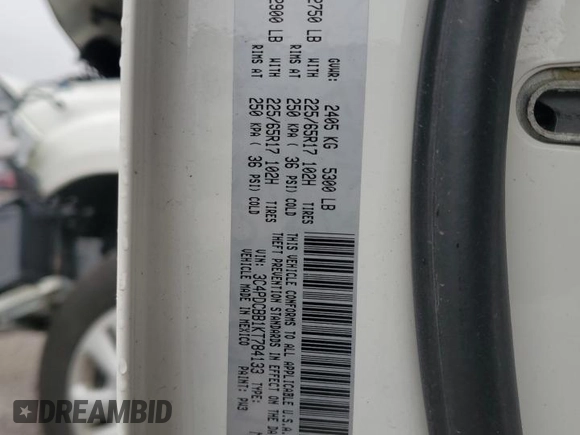 GVWR: 2405 KG 5300 LB
2750 LB WITH 225/65R17 102H TIRES
RIMS AT 250 KPA ( 36 PSI) COLD
2900 LB WITH 225/65R17 102H TIRES
RIMS AT 250 KPA ( 36 PSI) COLD
THIS VEHICLE CONFORMS TO ALL APPLICABLE U.S.A.
THEFT PREVENTION STANDARDS IN EFFECT ON THE DA
VIN: 3C4PDCBB1KT784133 TYPE:
VEHICLE MADE IN MEXICO PAINT: PW3
DREAMBID